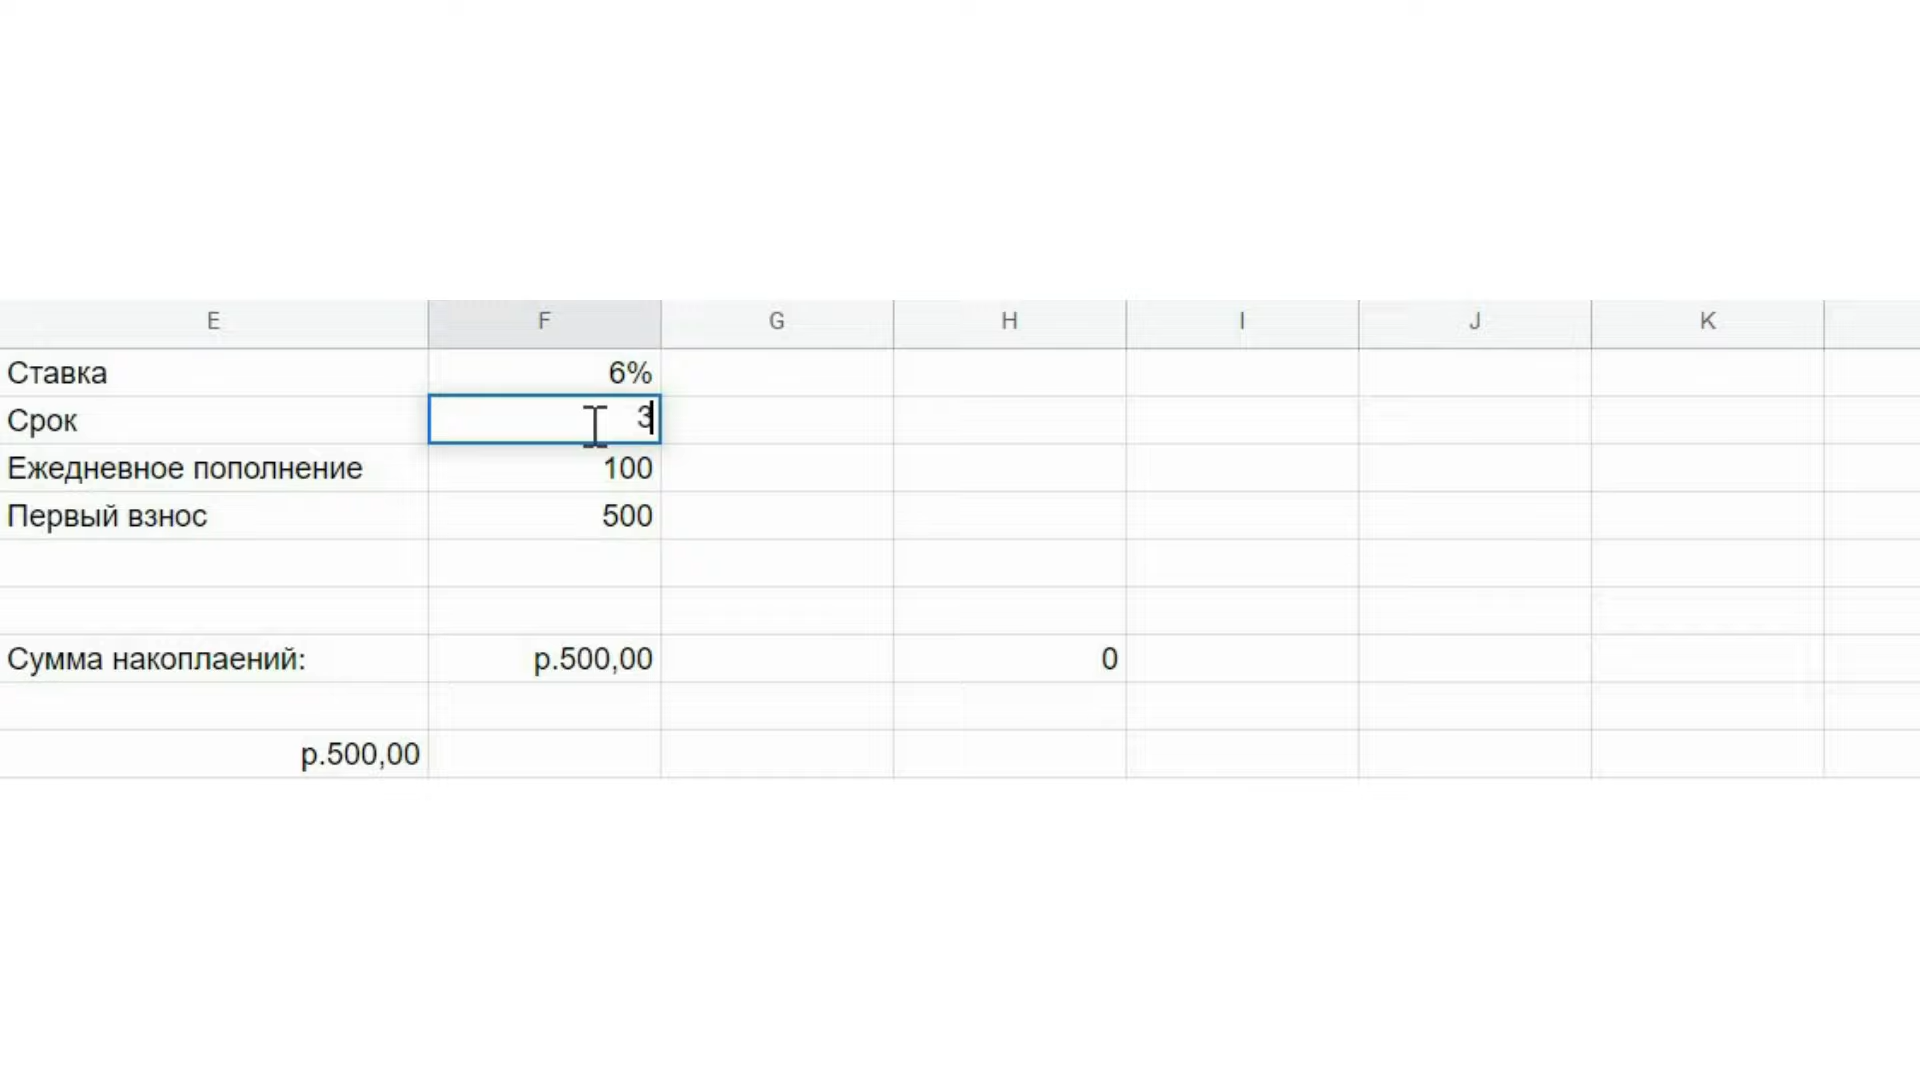 E F G H I J K
Ставка 6%
Срок 3
Ежедневное пополнение 100
Первый взнос 500
Сумма накоплаений: р.500,00 0
р.500,00